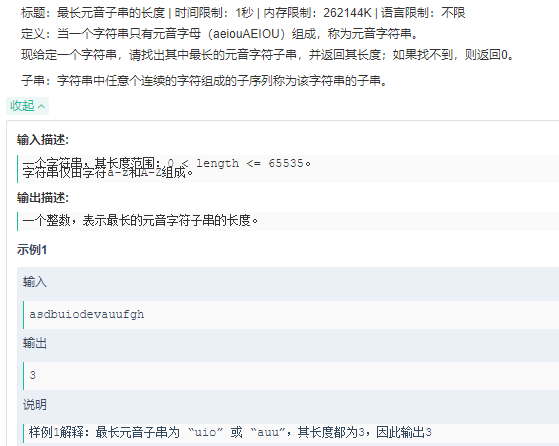 标题：最长元音子串的长度 | 时间限制：1秒 | 内存限制：262144K | 语言限制：不限
定义：当一个字符串只有元音字母（aeiouAEIOU）组成，称为元音字符串。
现给定一个字符串，请找出其中最长的元音字符子串，并返回其长度；如果找不到，则返回0。
子串：字符串中任意个连续的字符组成的子序列称为该字符串的子串。
收起
输入描述:
一个字符串，其长度范围：0 < length <= 65535。
字符串仅由字符a-z和A-Z组成。
输出描述:
一个整数，表示最长的元音字符子串的长度。
示例1
输入
asdbuiodevauufgh
输出
3
说明
样例1解释：最长元音子串为 “uio” 或 “auu”，其长度都为3，因此输出3